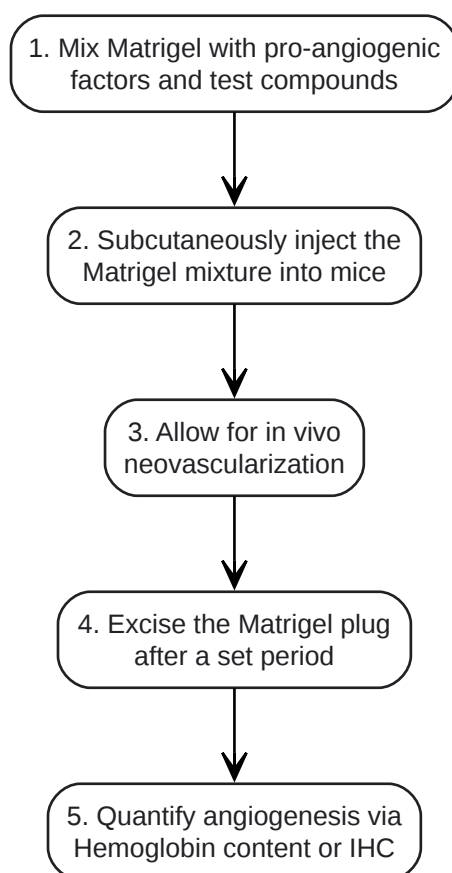 1. Mix Matrigel with pro-angiogenic
factors and test compounds
2. Subcutaneously inject the
Matrigel mixture into mice
3. Allow for in vivo
neovascularization
4. Excise the Matrigel plug
after a set period
5. Quantify angiogenesis via
Hemoglobin content or IHC